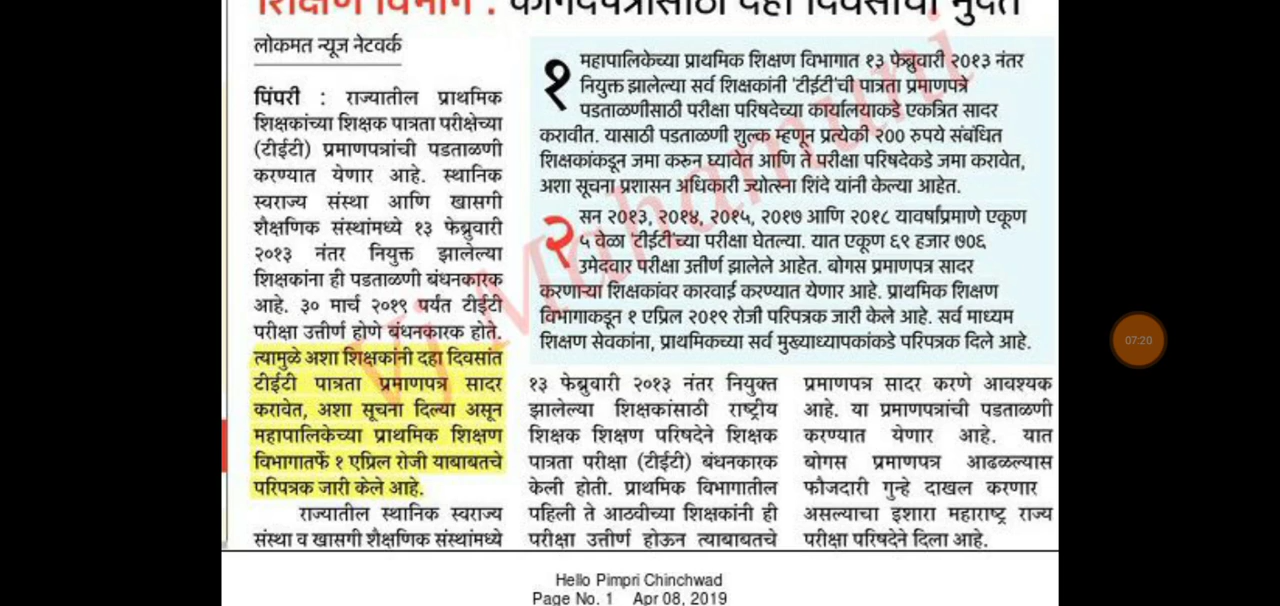 शिक्षण विभाग : कागदपत्रांसाठी दहा दिवसांची मुदत
लोकमत न्यूज नेटवर्क
पिंपरी : राज्यातील प्राथमिक
शिक्षकांच्या शिक्षक पात्रता परीक्षेच्या
(टीईटी) प्रमाणपत्रांची पडताळणी
करण्यात येणार आहे. स्थानिक
स्वराज्य संस्था आणि खासगी
शैक्षणिक संस्थांमध्ये १३ फेब्रुवारी
२०१३ नंतर नियुक्त झालेल्या
शिक्षकांना ही पडताळणी बंधनकारक
आहे. ३० मार्च २०१९ पर्यंत टीईटी
परीक्षा उत्तीर्ण होणे बंधनकारक होते.
त्यामुळे अशा शिक्षकांनी दहा दिवसांत
टीईटी पात्रता प्रमाणपत्र सादर
करावेत, अशा सूचना दिल्या असून
महापालिकेच्या प्राथमिक शिक्षण
विभागातर्फे १ एप्रिल रोजी याबाबतचे
परिपत्रक जारी केले आहे.
राज्यातील स्थानिक स्वराज्य
संस्था व खासगी शैक्षणिक संस्थांमध्ये
१ महापालिकेच्या प्राथमिक शिक्षण विभागात १३ फेब्रुवारी २०१३ नंतर
नियुक्त झालेल्या सर्व शिक्षकांनी 'टीईटी'ची पात्रता प्रमाणपत्रे
पडताळणीसाठी परीक्षा परिषदेच्या कार्यालयाकडे एकत्रित सादर
करावीत. यासाठी पडताळणी शुल्क म्हणून प्रत्येकी २०० रुपये संबंधित
शिक्षकांकडून जमा करून घ्यावेत आणि ते परीक्षा परिषदेकडे जमा करावेत,
अशा सूचना प्रशासन अधिकारी ज्योत्स्ना शिंदे यांनी केल्या आहेत.
२ सन २०१३, २०१४, २०१५, २०१७ आणि २०१८ यावर्षाप्रमाणे एकूण
५ वेळा 'टीईटी'च्या परीक्षा घेतल्या. यात एकूण ६९ हजार ७०६
उमेदवार परीक्षा उत्तीर्ण झालेले आहेत. बोगस प्रमाणपत्र सादर
करणाऱ्या शिक्षकांवर कारवाई करण्यात येणार आहे. प्राथमिक शिक्षण
विभागाकडून १ एप्रिल २०१९ रोजी परिपत्रक जारी केले आहे. सर्व माध्यम
शिक्षण सेवकांना, प्राथमिकच्या सर्व मुख्याध्यापकांकडे परिपत्रक दिले आहे.
१३ फेब्रुवारी २०१३ नंतर नियुक्त
झालेल्या शिक्षकांसाठी राष्ट्रीय
शिक्षक शिक्षण परिषदेने शिक्षक
पात्रता परीक्षा (टीईटी) बंधनकारक
केली होती. प्राथमिक विभागातील
पहिली ते आठवीच्या शिक्षकांनी ही
परीक्षा उत्तीर्ण होऊन त्याबाबतचे
प्रमाणपत्र सादर करणे आवश्यक
आहे. या प्रमाणपत्रांची पडताळणी
करण्यात येणार आहे. यात
बोगस प्रमाणपत्र आढळल्यास
फौजदारी गुन्हे दाखल करणार
असल्याचा इशारा महाराष्ट्र राज्य
परीक्षा परिषदेने दिला आहे.
Vj Mahamuni
Hello Pimpri Chinchwad
Page No. 1 Apr 08, 2019
07:20